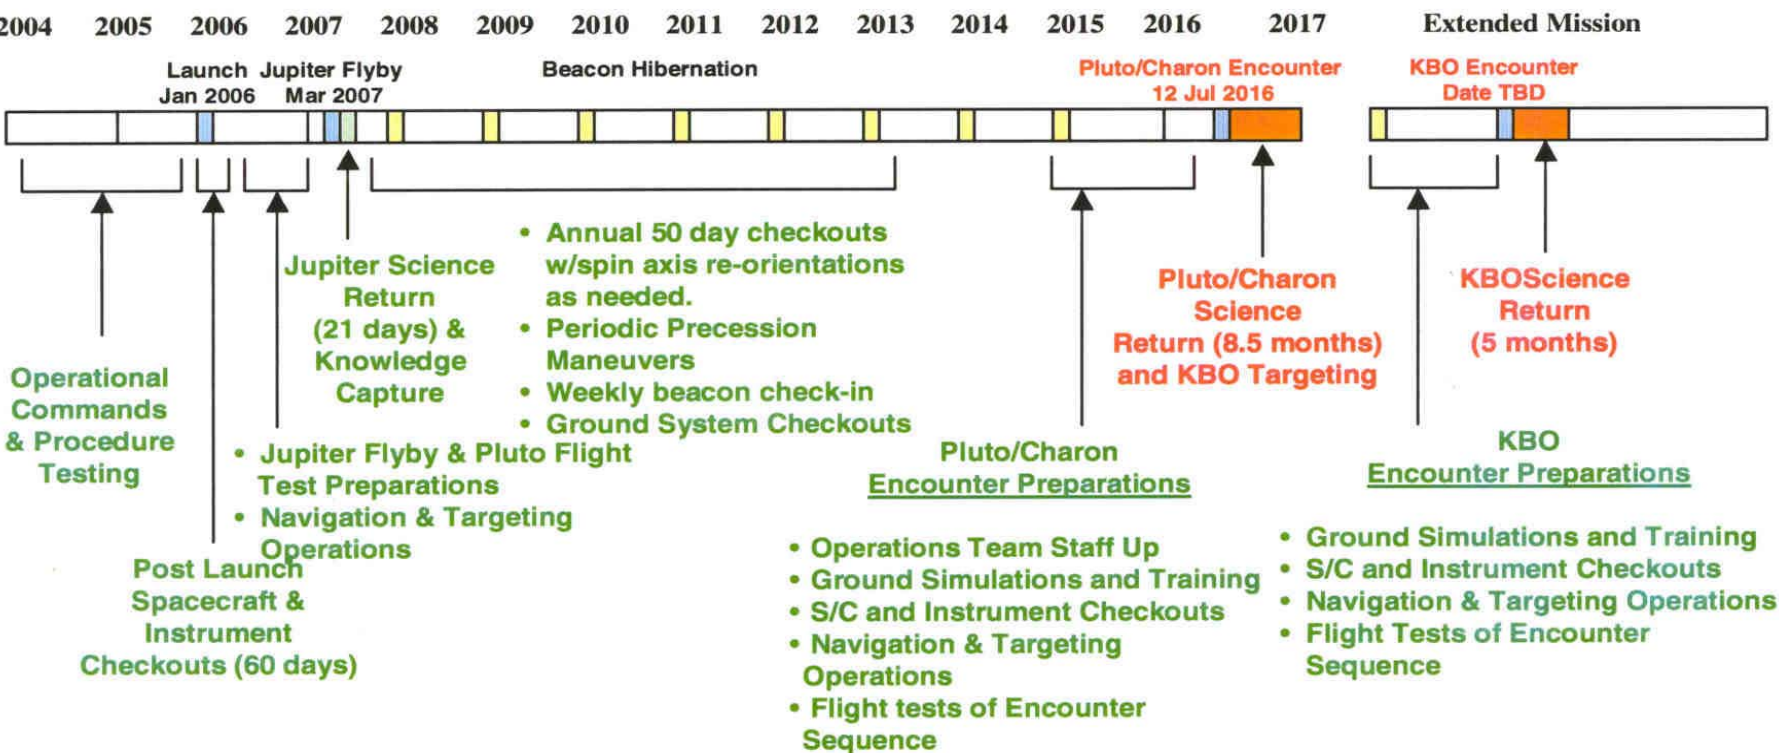 2004 2005 2006 2007 2008 2009 2010 2011 2012 2013 2014 2015 2016 2017 Extended Mission
Launch
Jan 2006
Jupiter Flyby
Mar 2007
Beacon Hibernation
Pluto/Charon Encounter
12 Jul 2016
KBO Encounter
Date TBD
Operational
Commands
& Procedure
Testing
Post Launch
Spacecraft &
Instrument
Checkouts (60 days)
• Jupiter Flyby & Pluto Flight
Test Preparations
• Navigation & Targeting
Operations
Jupiter Science
Return
(21 days) &
Knowledge
Capture
• Annual 50 day checkouts
w/spin axis re-orientations
as needed.
• Periodic Precession
Maneuvers
• Weekly beacon check-in
• Ground System Checkouts
Pluto/Charon
Encounter Preparations
• Operations Team Staff Up
• Ground Simulations and Training
• S/C and Instrument Checkouts
• Navigation & Targeting
Operations
• Flight tests of Encounter
Sequence
Pluto/Charon
Science
Return (8.5 months)
and KBO Targeting
KBOScience
Return
(5 months)
KBO
Encounter Preparations
• Ground Simulations and Training
• S/C and Instrument Checkouts
• Navigation & Targeting Operations
• Flight Tests of Encounter
Sequence